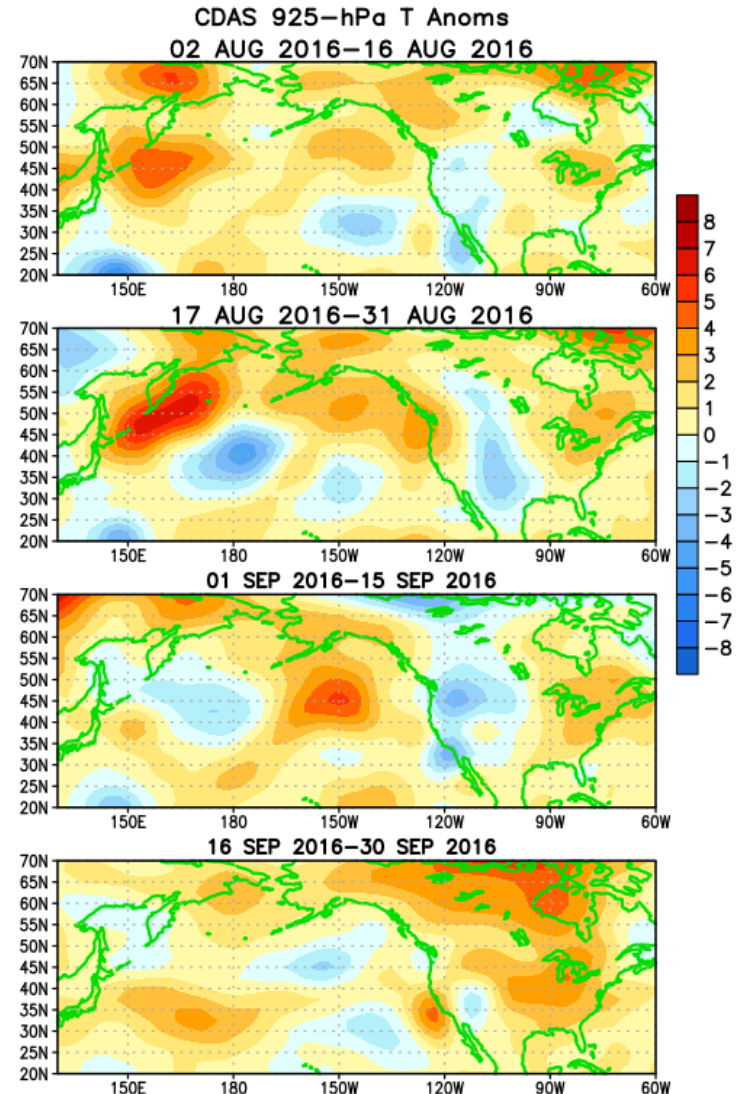 CDAS 925-hPa T Anoms
02 AUG 2016-16 AUG 2016
70N
65N
60N
55N
50N
45N
40N
35N
30N
25N
20N
150E 180 150W 120W 90W 60W
17 AUG 2016-31 AUG 2016
70N
65N
60N
55N
50N
45N
40N
35N
30N
25N
20N
150E 180 150W 120W 90W 60W
01 SEP 2016-15 SEP 2016
70N
65N
60N
55N
50N
45N
40N
35N
30N
25N
20N
150E 180 150W 120W 90W 60W
16 SEP 2016-30 SEP 2016
70N
65N
60N
55N
50N
45N
40N
35N
30N
25N
20N
150E 180 150W 120W 90W 60W
8
7
6
5
4
3
2
1
0
-1
-2
-3
-4
-5
-6
-7
-8